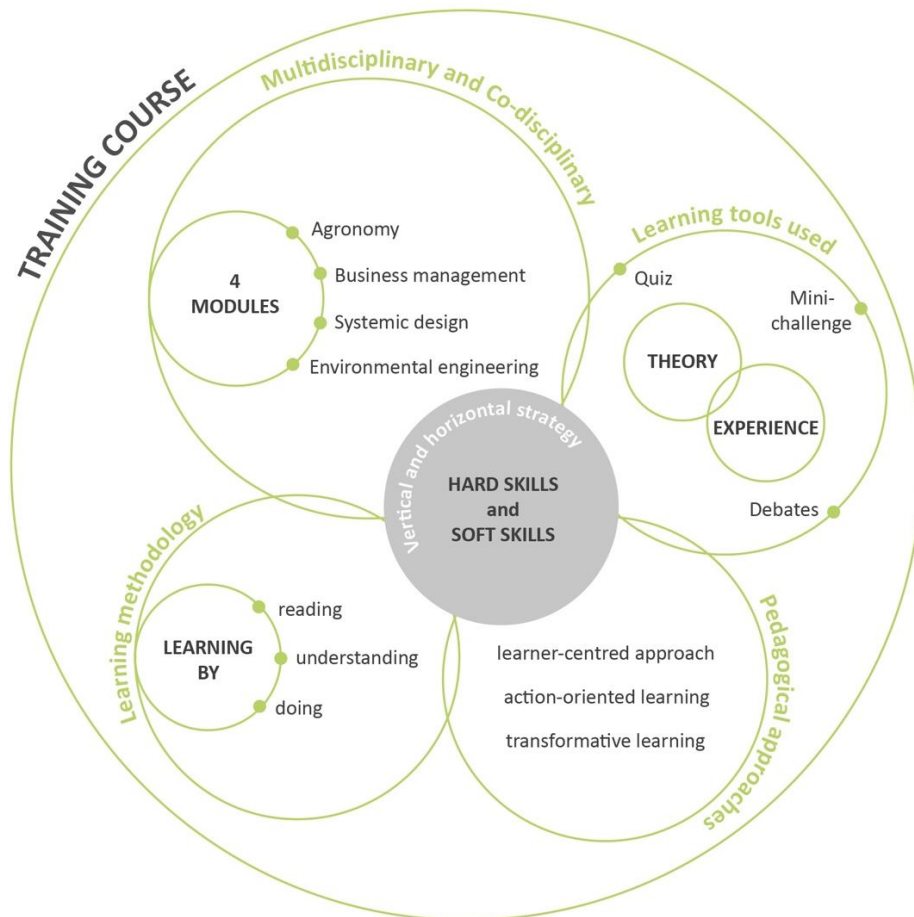 TRAINING COURSE
Multidisciplinary and Co-disciplinary
4
MODULES
Agronomy
Business management
Systemic design
Environmental engineering
Learning tools used
Quiz
Mini-
challenge
THEORY
EXPERIENCE
Debates
Vertical and horizontal strategy
HARD SKILLS
and
SOFT SKILLS
Learning methodology
LEARNING
BY
reading
understanding
doing
Pedagogical approaches
learner-centred approach
action-oriented learning
transformative learning